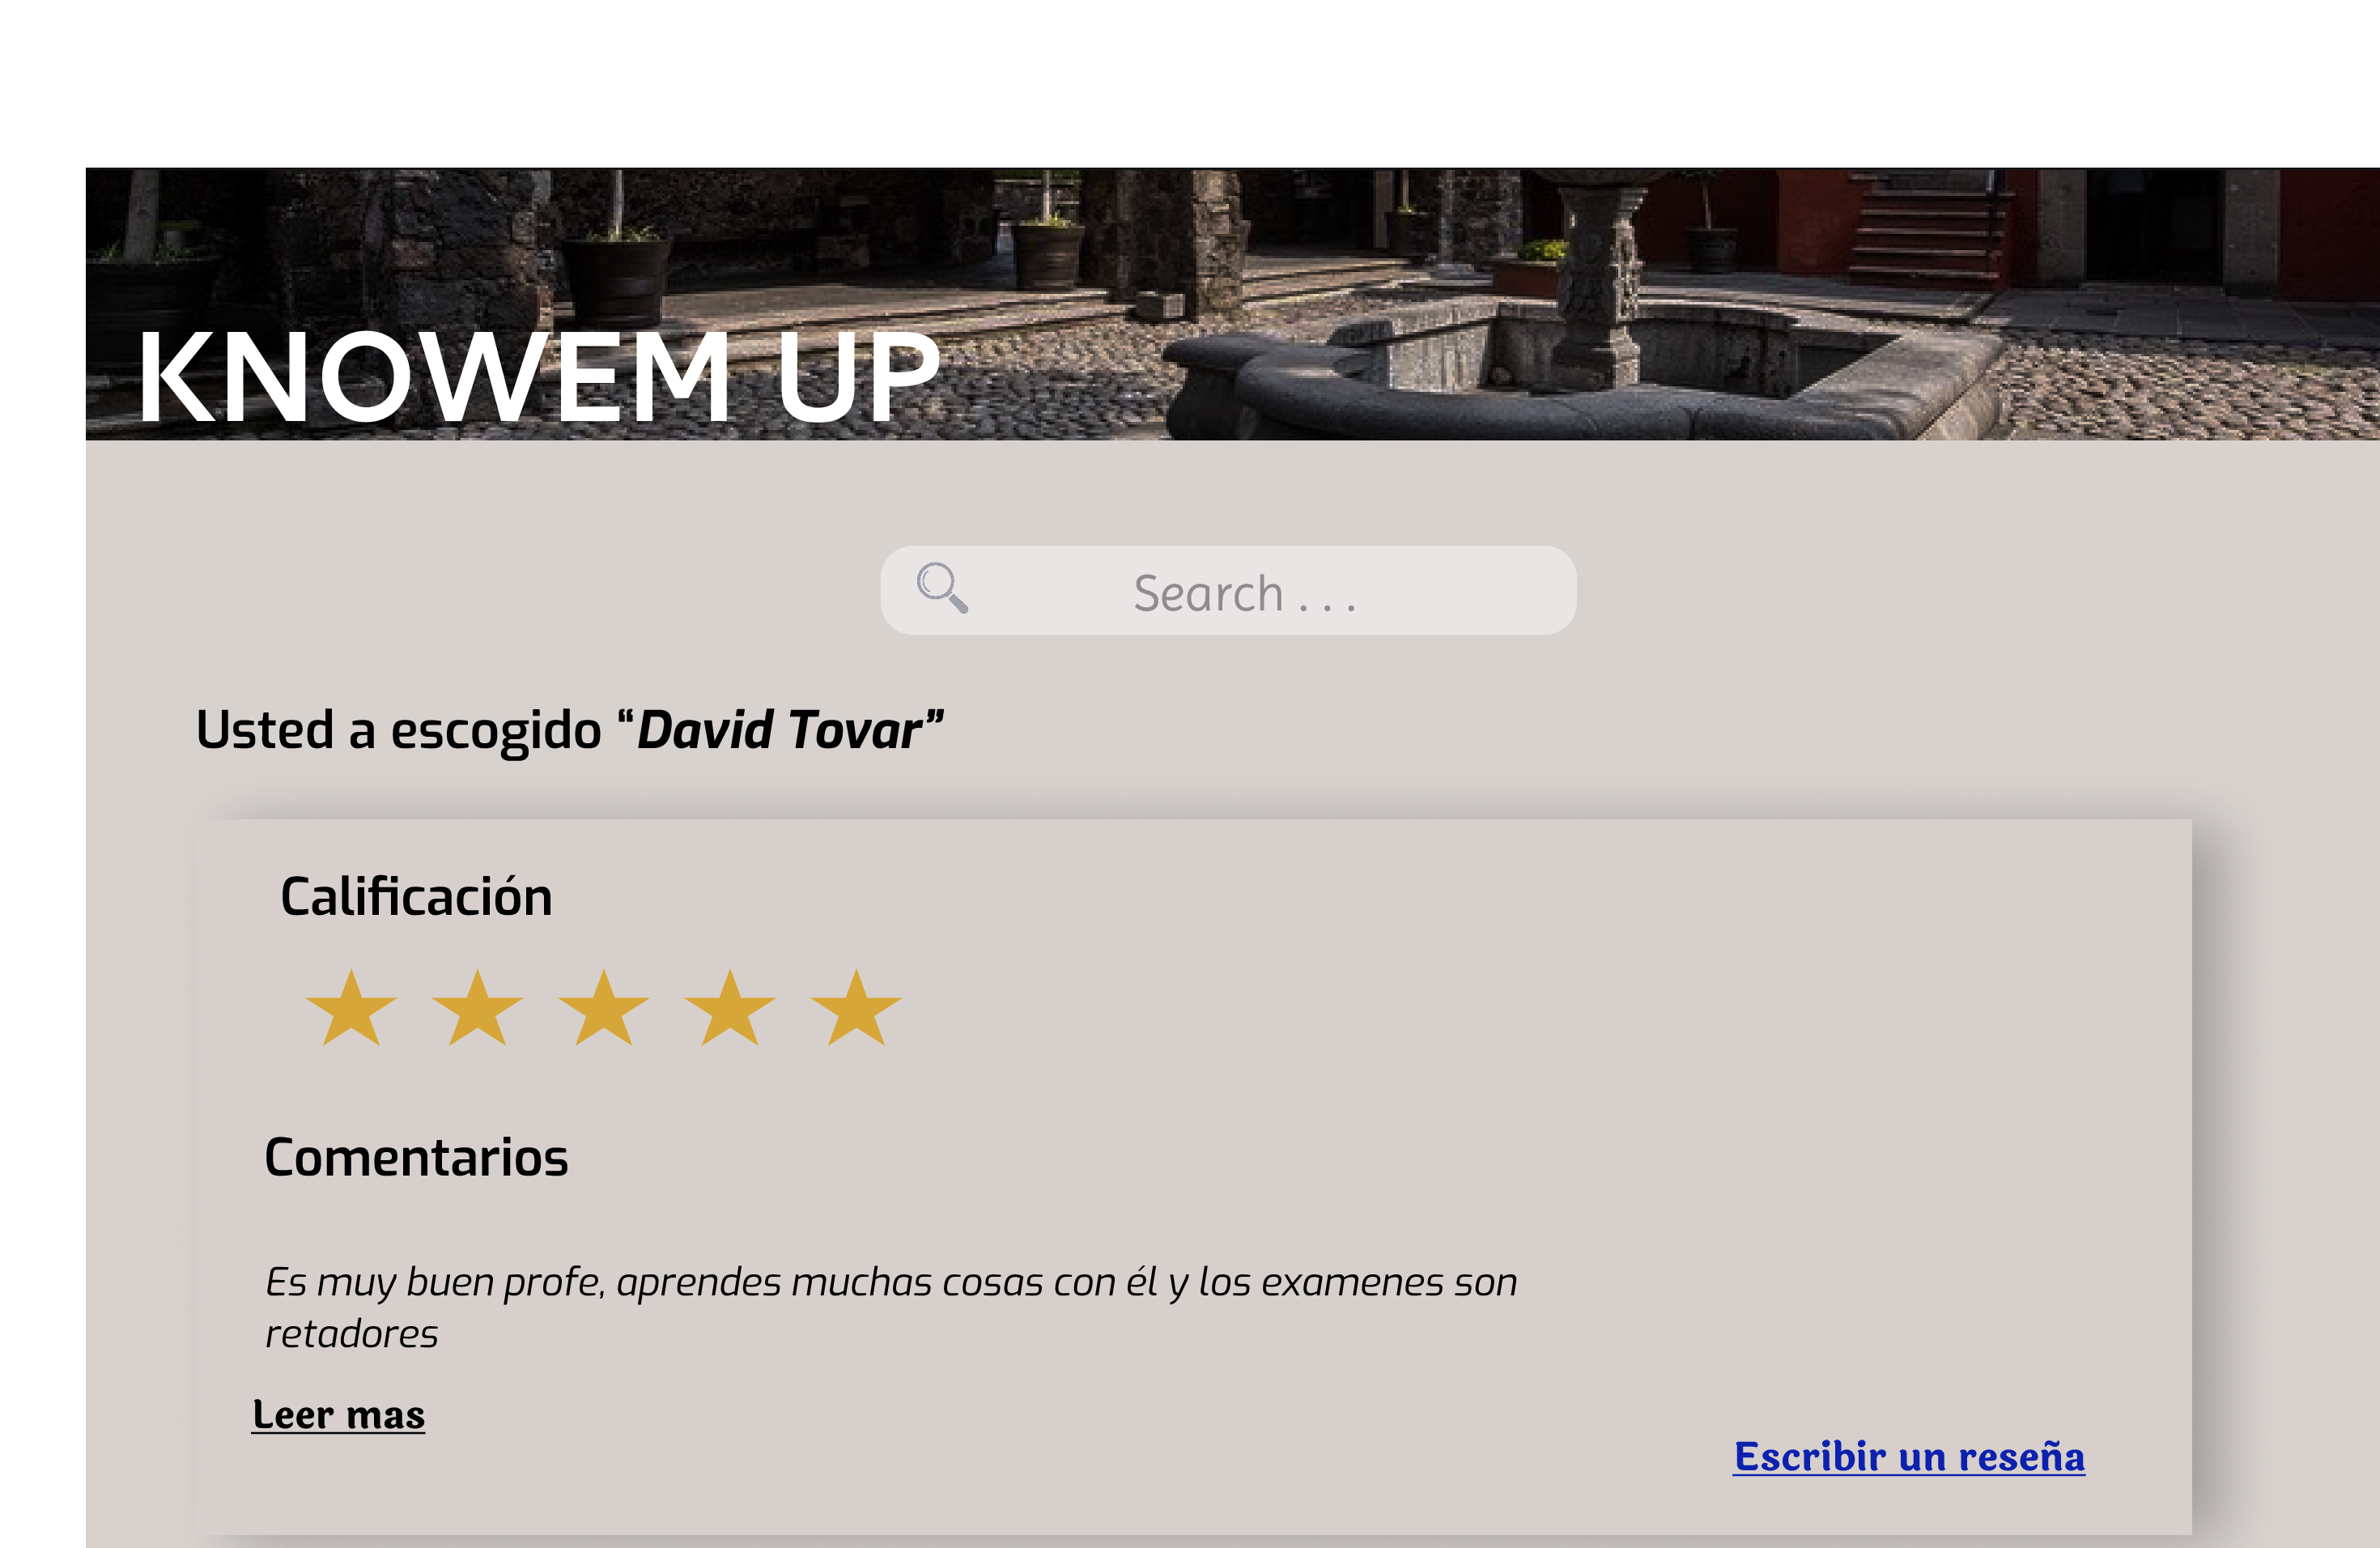 KNOWEM UP
Search . . .
Usted a escogido “David Tovar”
Calificación
Comentarios
Es muy buen profe, aprendes muchas cosas con él y los examenes son
retadores
Leer mas
Escribir un reseña